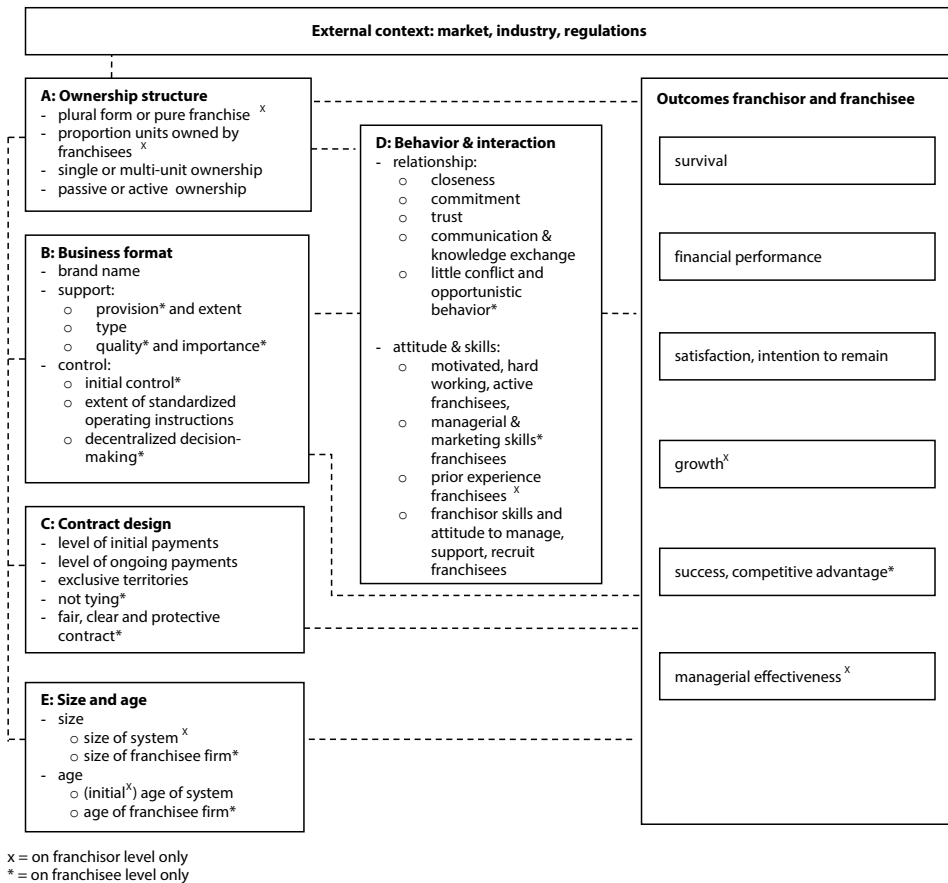 External context: market, industry, regulations
A: Ownership structure
- plural form or pure franchise x
- proportion units owned by
franchisees x
- single or multi-unit ownership
- passive or active ownership
B: Business format
- brand name
- support:
o provision* and extent
o type
o quality* and importance*
- control:
o initial control*
o extent of standardized
operating instructions
o decentralized decision-
making*
C: Contract design
- level of initial payments
- level of ongoing payments
- exclusive territories
- not tying*
- fair, clear and protective
contract*
E: Size and age
- size
o size of system x
o size of franchisee firm*
- age
o (initial x) age of system
o age of franchisee firm*
D: Behavior & interaction
- relationship:
o closeness
o commitment
o trust
o communication &
knowledge exchange
o little conflict and
opportunistic
behavior*
- attitude & skills:
o motivated, hard
working, active
franchisees,
o managerial &
marketing skills*
franchisees
o prior experience
franchisees x
o franchisor skills and
attitude to manage,
support, recruit
franchisees
Outcomes franchisor and franchisee
survival
financial performance
satisfaction, intention to remain
growth x
success, competitive advantage*
managerial effectiveness x
x = on franchisor level only
* = on franchisee level only